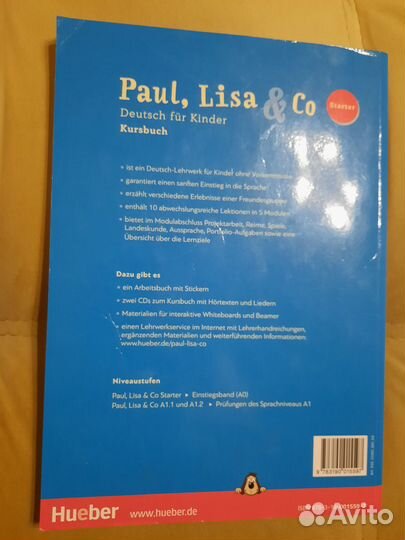 Paul, Lisa & Co
Starter
Deutsch für Kinder
Kursbuch
• ist ein Deutsch-Lehrwerk für Kinder ohne Vorkenntnisse
• garantiert einen sanften Einstieg in die Sprache
• erzählt verschiedene Erlebnisse einer Freundesgruppe
• enthält 10 abwechslungsreiche Lektionen in 5 Modulen
• bietet im Modulabschluss Projektarbeit, Reime, Spiele,
Landeskunde, Aussprache, Portfolio-Aufgaben sowie eine
Übersicht über die Lernziele
Dazu gibt es
• ein Arbeitsbuch mit Stickern
• zwei CDs zum Kursbuch mit Hörtexten und Liedern
• Materialien für interaktive Whiteboards und Beamer
• einen Lehrwerkservice im Internet mit Lehrerhandreichungen,
ergänzenden Materialien und weiterführenden Informationen:
www.hueber.de/paul-lisa-co
Niveaustufen
Paul, Lisa & Co Starter ▸ Einstiegsband (A0)
Paul, Lisa & Co A1.1 und A1.2 ▸ Prüfungen des Sprachniveaus A1
9 783190 015597
Hueber
www.hueber.de
Avito